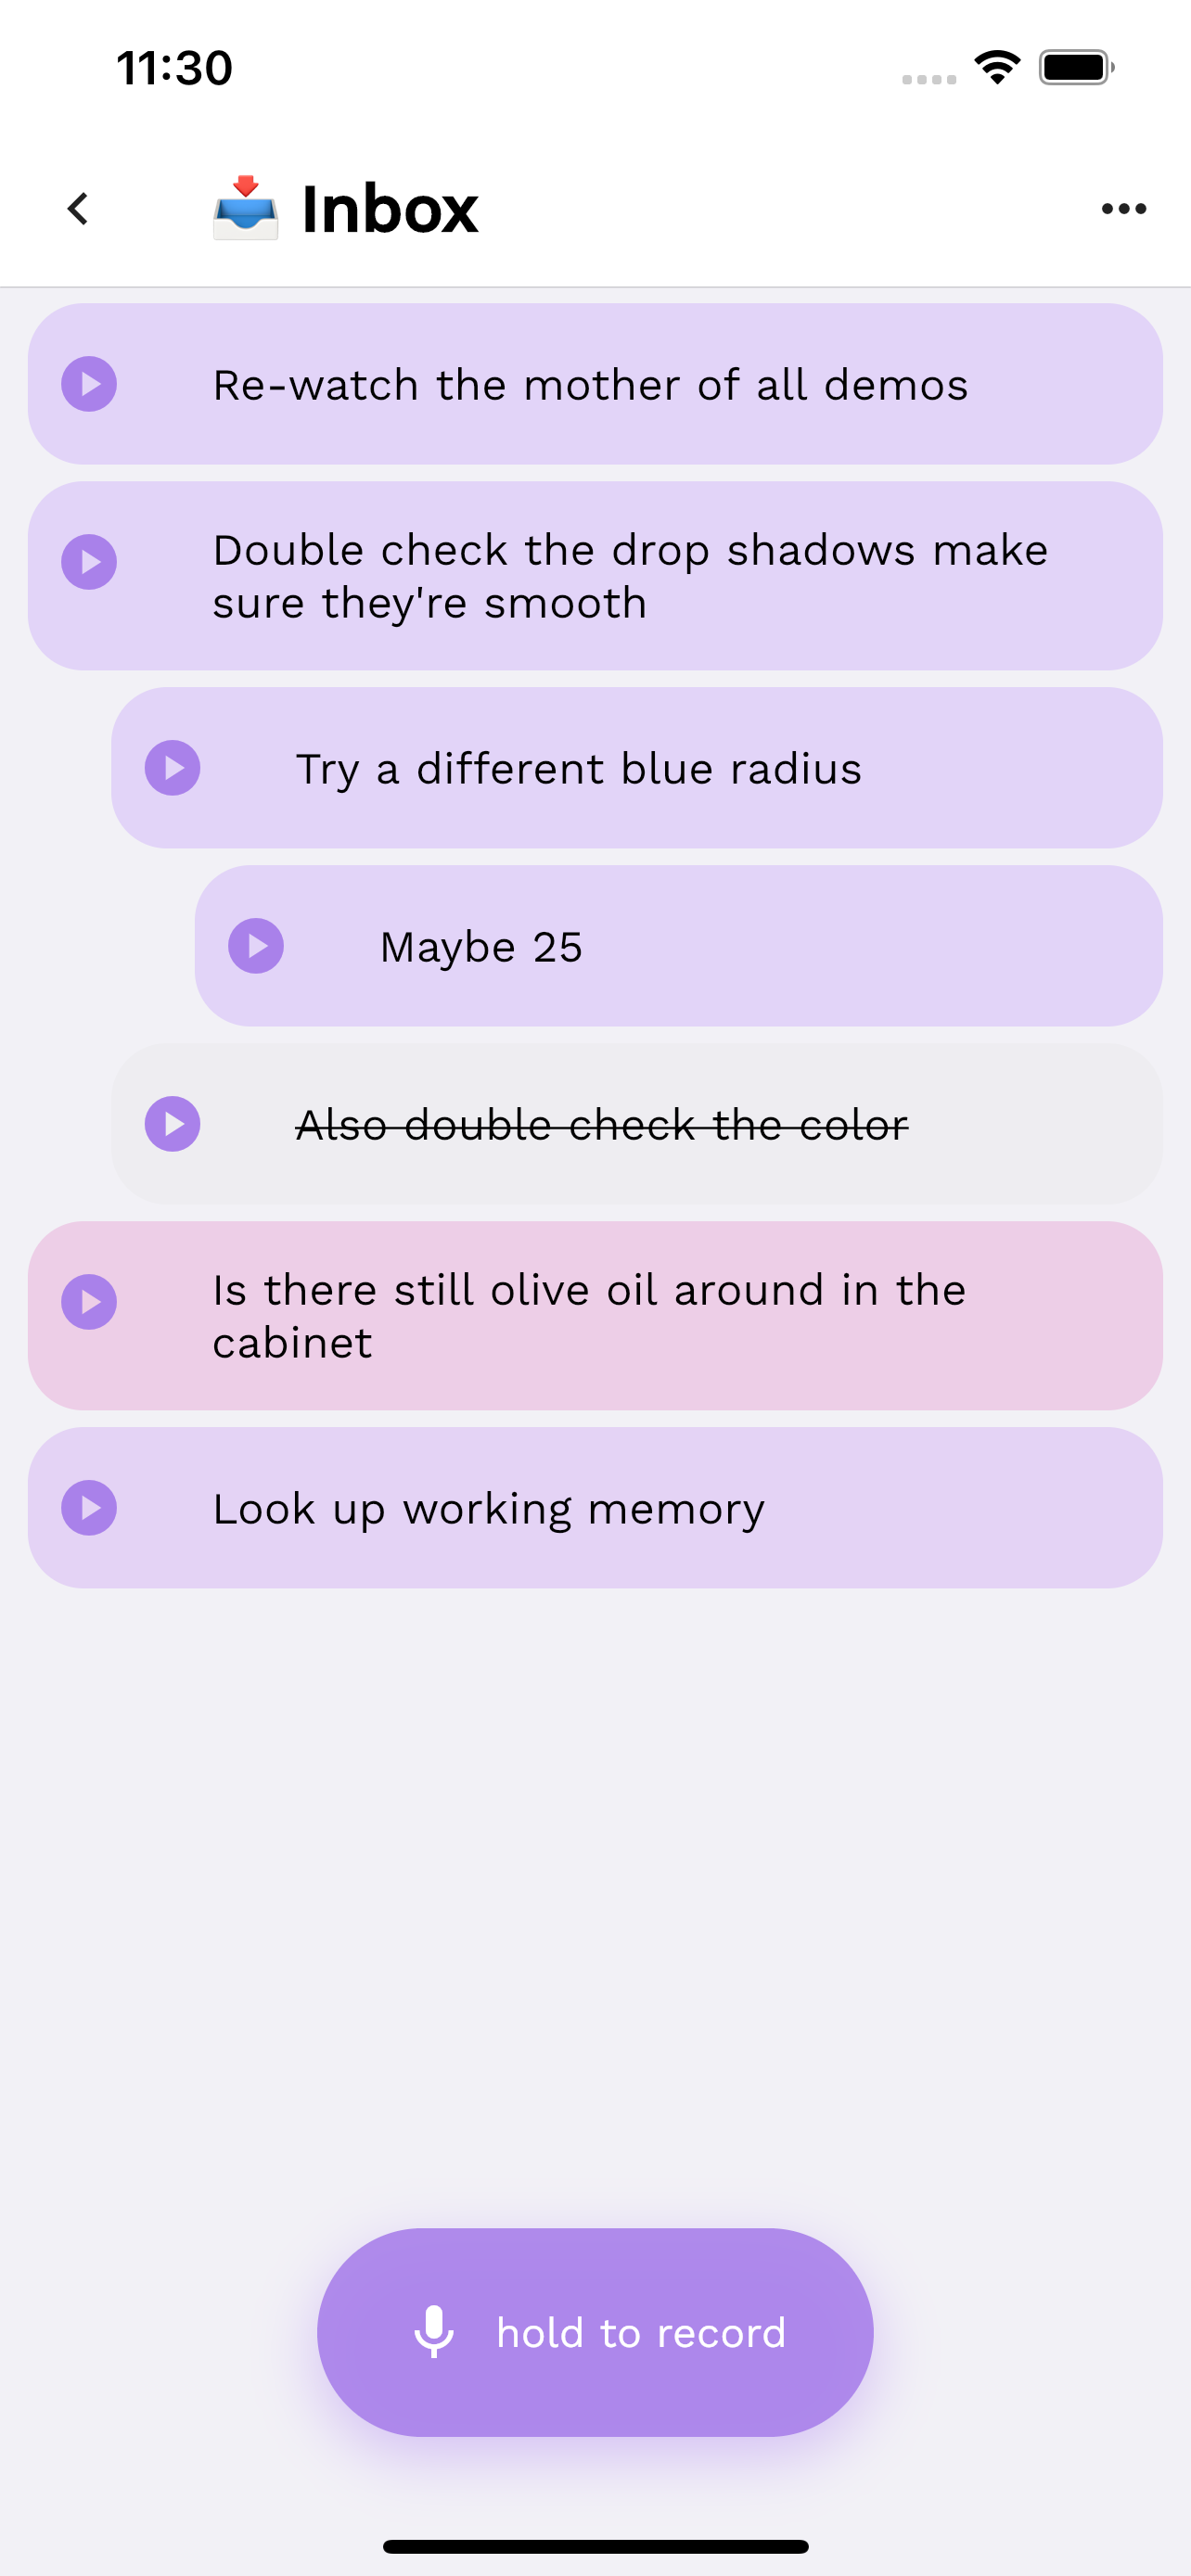 11:30
Inbox
Re-watch the mother of all demos
Double check the drop shadows make
sure they're smooth
Try a different blue radius
Maybe 25
Also double check the color
Is there still olive oil around in the
cabinet
Look up working memory
hold to record